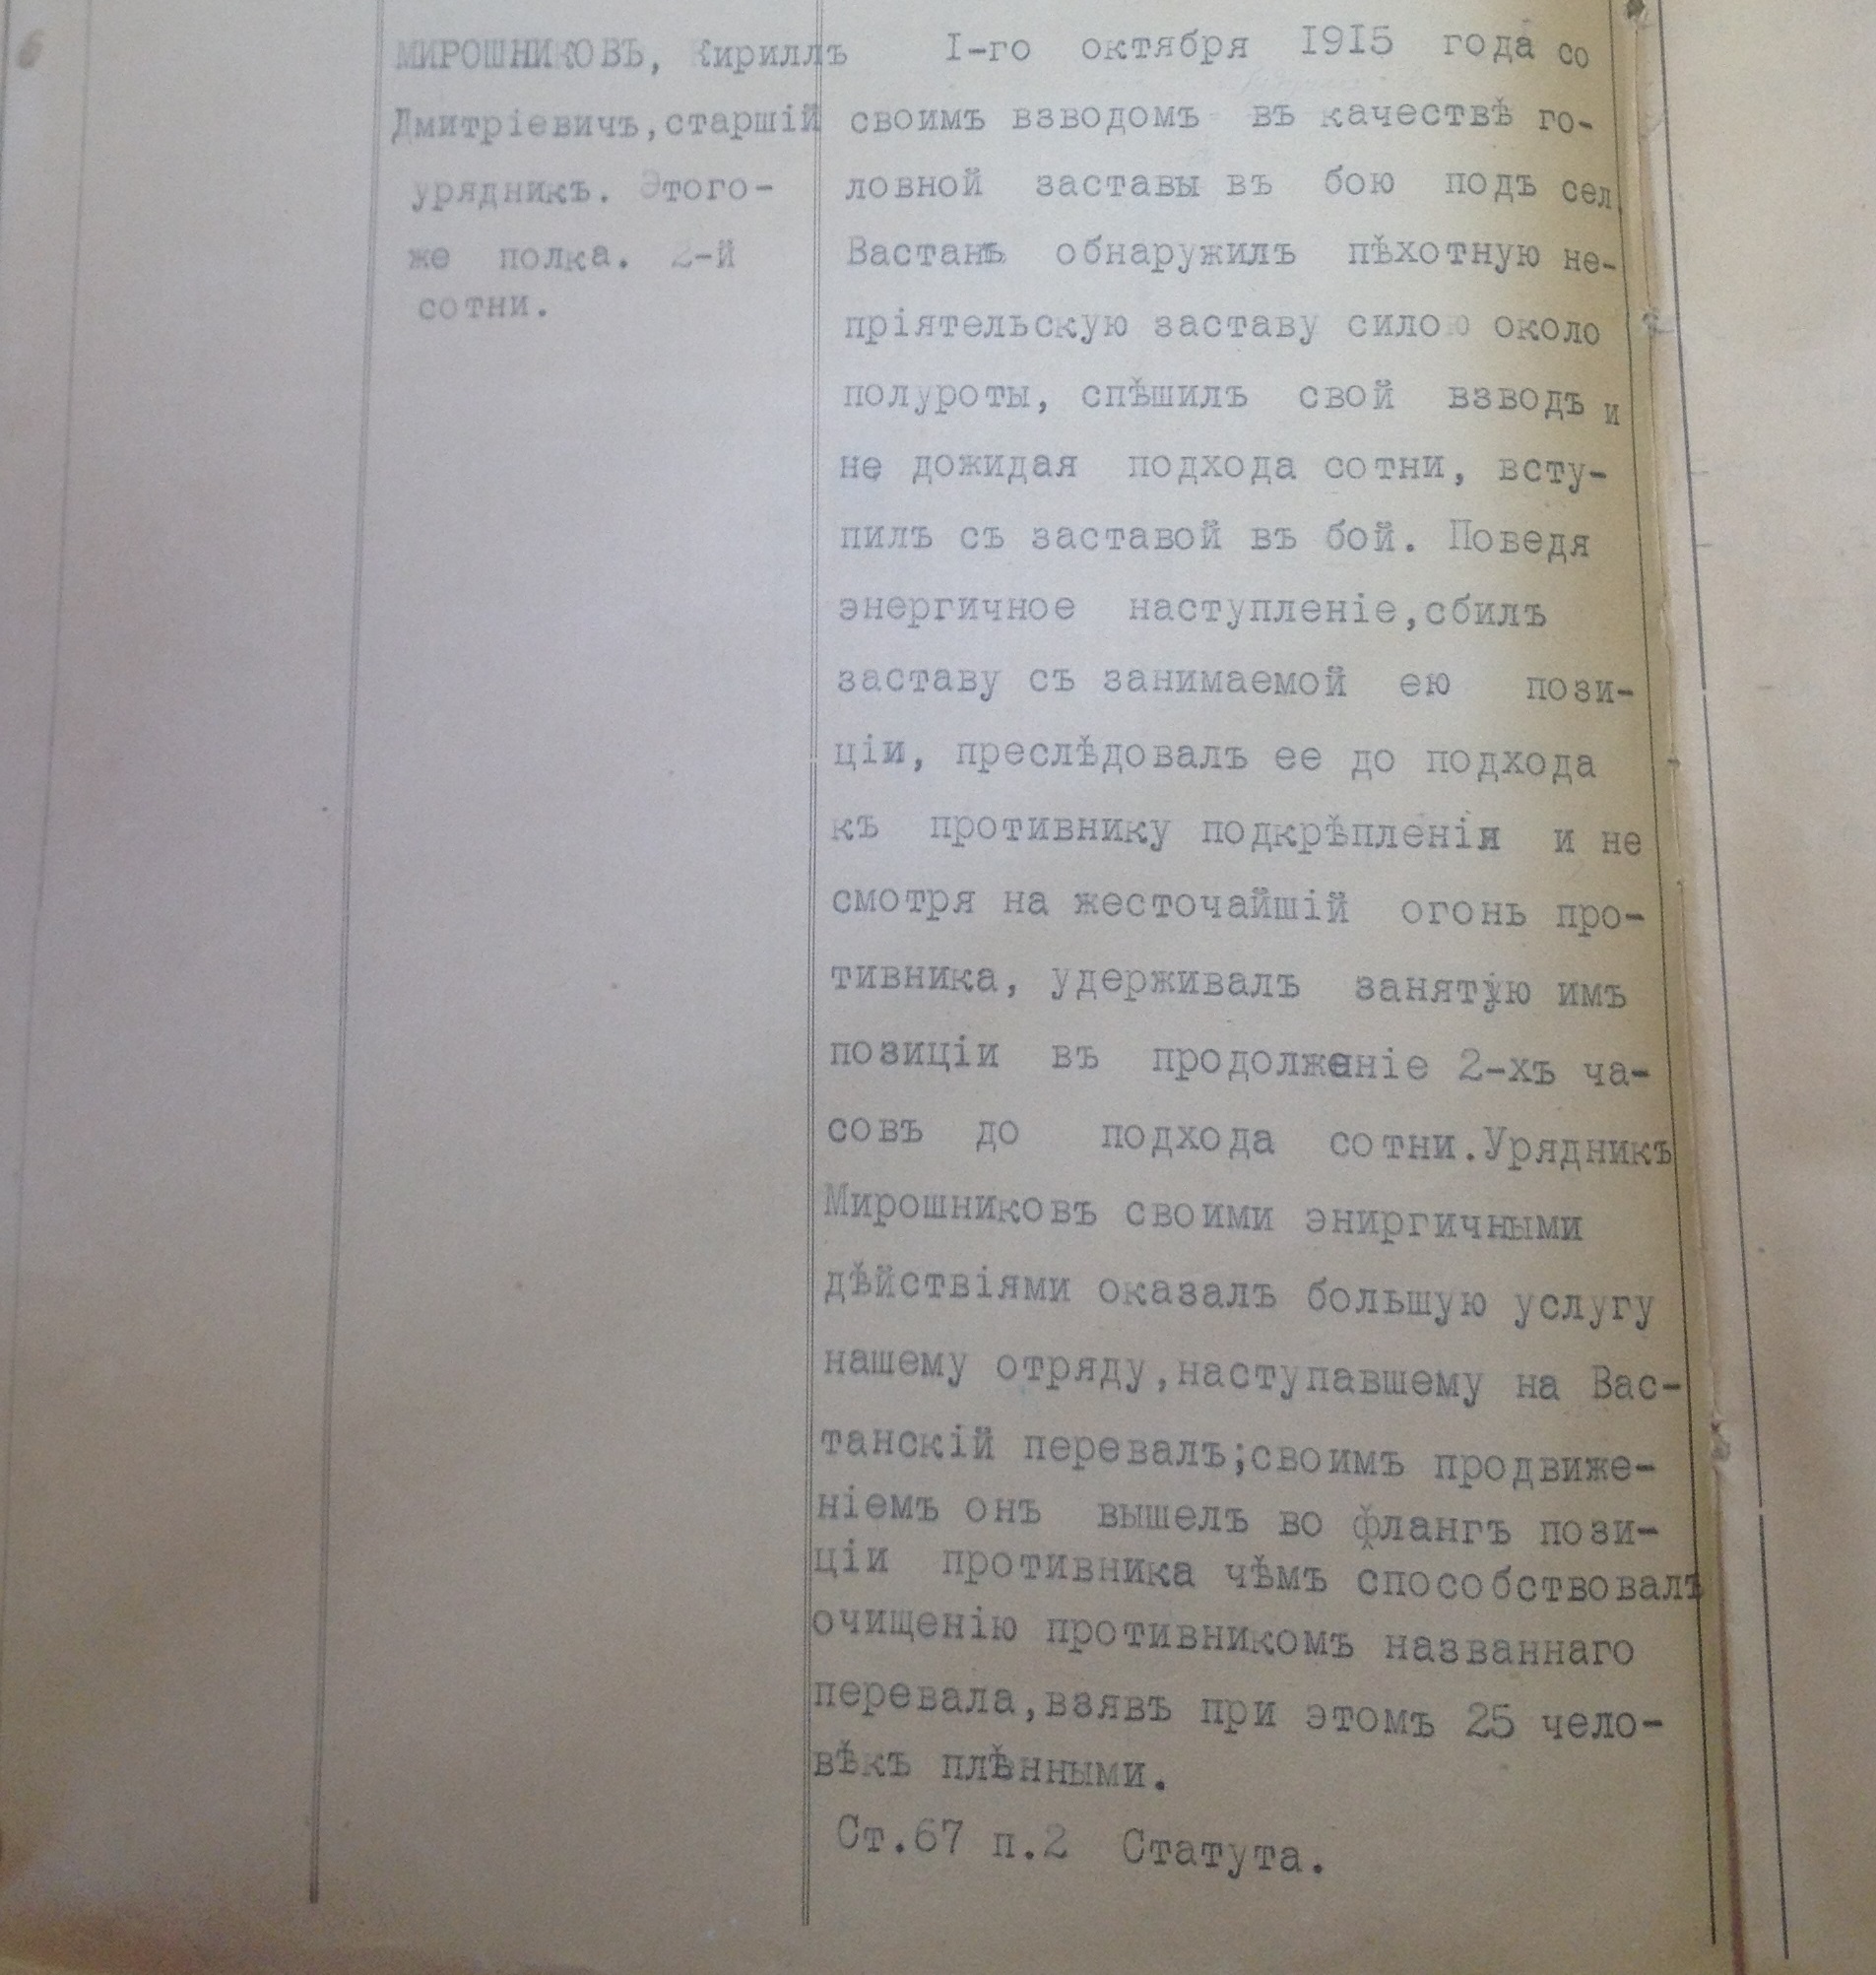 6
МИРОШНИКОВЪ, Кириллъ
Дмитріевичъ,старшій
урядникъ. Этого-
же полка. 2-й
сотни.
I-го октября I9I5 года со
своимъ взводомъ въ качествѣ го-
ловной заставы въ бою подъ сел
Вастанъ обнаружилъ пѣхотную не-
пріятельскую заставу силою около
полуроты, спѣшилъ свой взводъ и
не дожидая подхода сотни, всту-
пилъ съ заставой въ бой. Поведя
энергичное наступленіе,сбилъ
заставу съ занимаемой ею пози-
ціи, преслѣдовалъ ее до подхода
къ противнику подкрѣпленія и не
смотря на жесточайшій огонь про-
тивника, удерживалъ занятую имъ
позиціи въ продолженіе 2-хъ ча-
совъ до подхода сотни.Урядникъ
Мирошниковъ своими эниргичными
дѣйствіями оказалъ большую услугу
нашему отряду,наступавшему на Вас-
танскій перевалъ;своимъ продвиже-
ніемъ онъ вышелъ во флангъ пози-
ціи противника чѣмъ способствовалъ
очищенію противникомъ названнаго
перевала,взявъ при этомъ 25 чело-
вѣкъ плѣнными.
Ст.67 п.2 Статута.